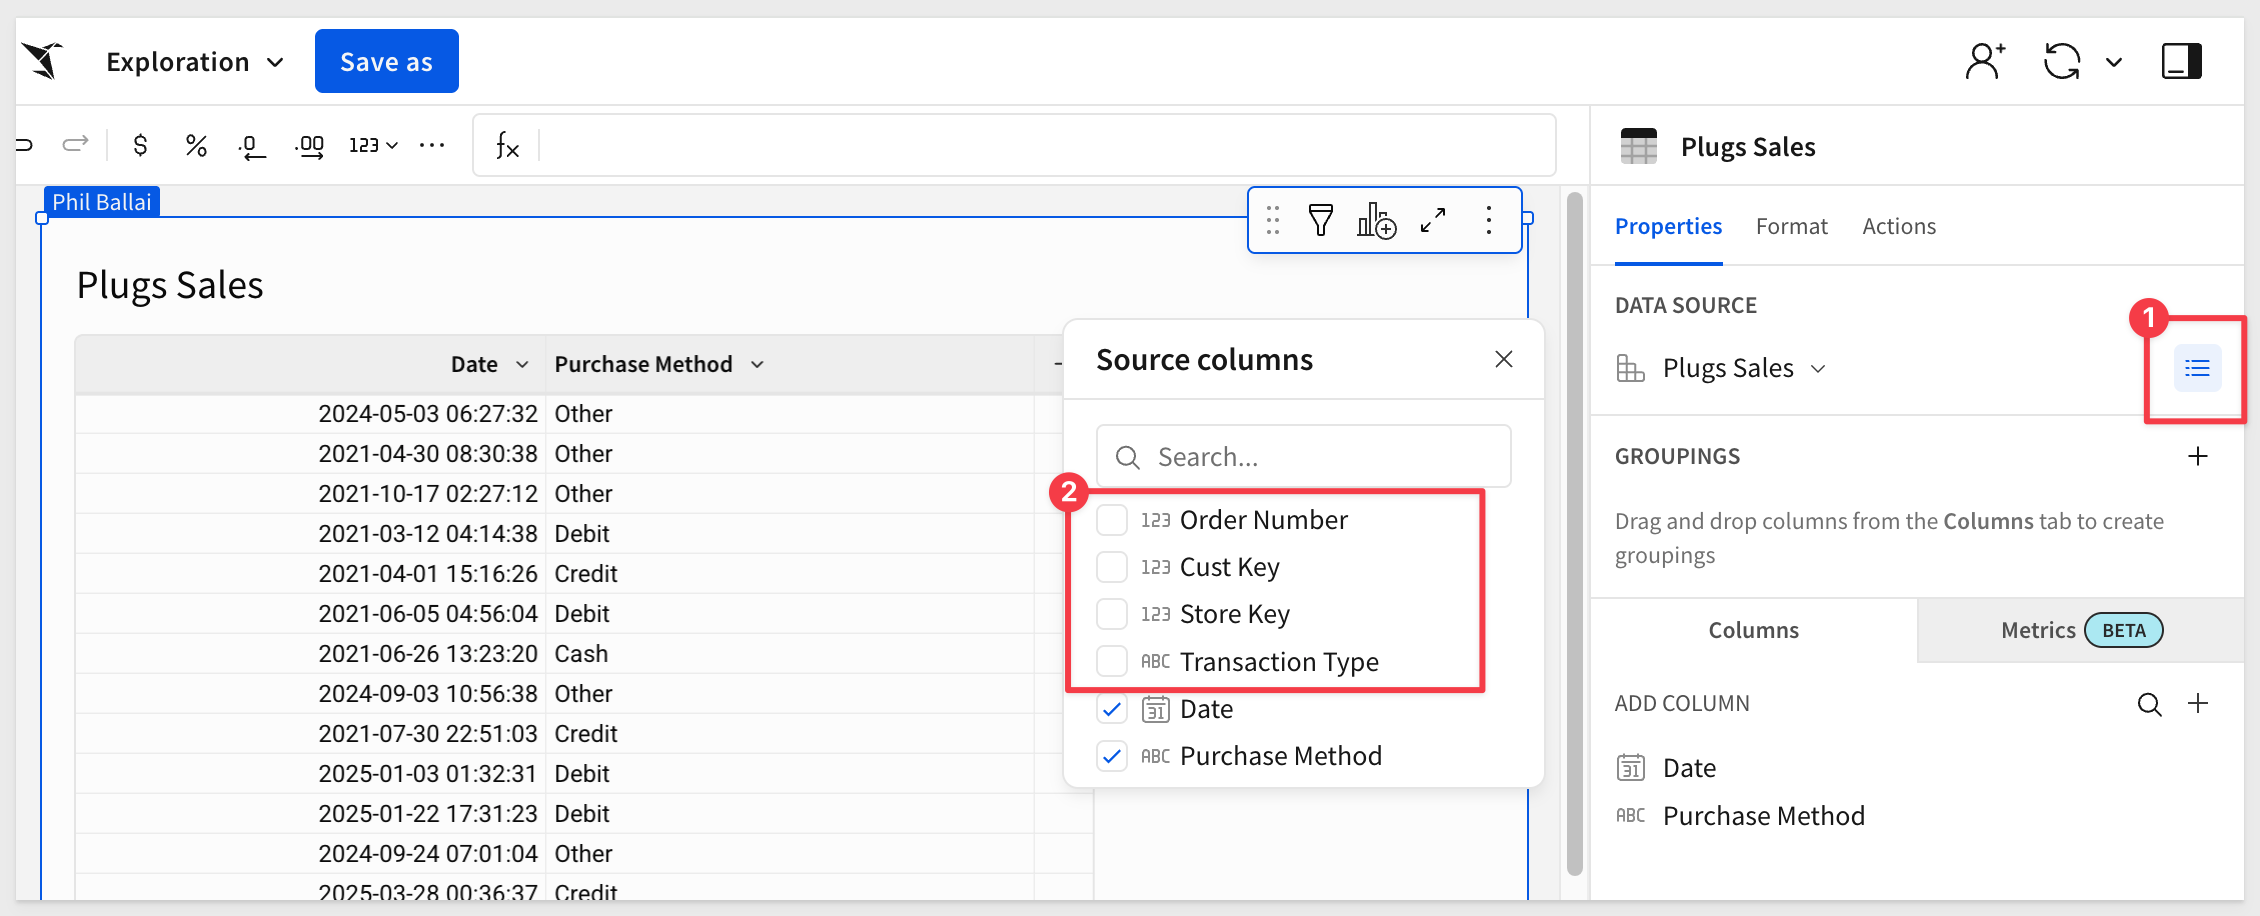 Exploration
Save as
$ % .0 .00 123 ... fx
Plugs Sales
Phil Ballai
Properties Format Actions
Plugs Sales
DATA SOURCE
1
Plugs Sales
Date Purchase Method
2024-05-03 06:27:32 Other
2021-04-30 08:30:38 Other
2021-10-17 02:27:12 Other
2021-03-12 04:14:38 Debit
2021-04-01 15:16:26 Credit
2021-06-05 04:56:04 Debit
2021-06-26 13:23:20 Cash
2024-09-03 10:56:38 Other
2021-07-30 22:51:03 Credit
2025-01-03 01:32:31 Debit
2025-01-22 17:31:23 Debit
2024-09-24 07:01:04 Other
2025-03-28 00:36:37 Credit
Source columns
Search...
2
123 Order Number
123 Cust Key
123 Store Key
ABC Transaction Type
31 Date
ABC Purchase Method
GROUPINGS
Drag and drop columns from the Columns tab to create
groupings
Columns
Metrics BETA
ADD COLUMN
31 Date
ABC Purchase Method